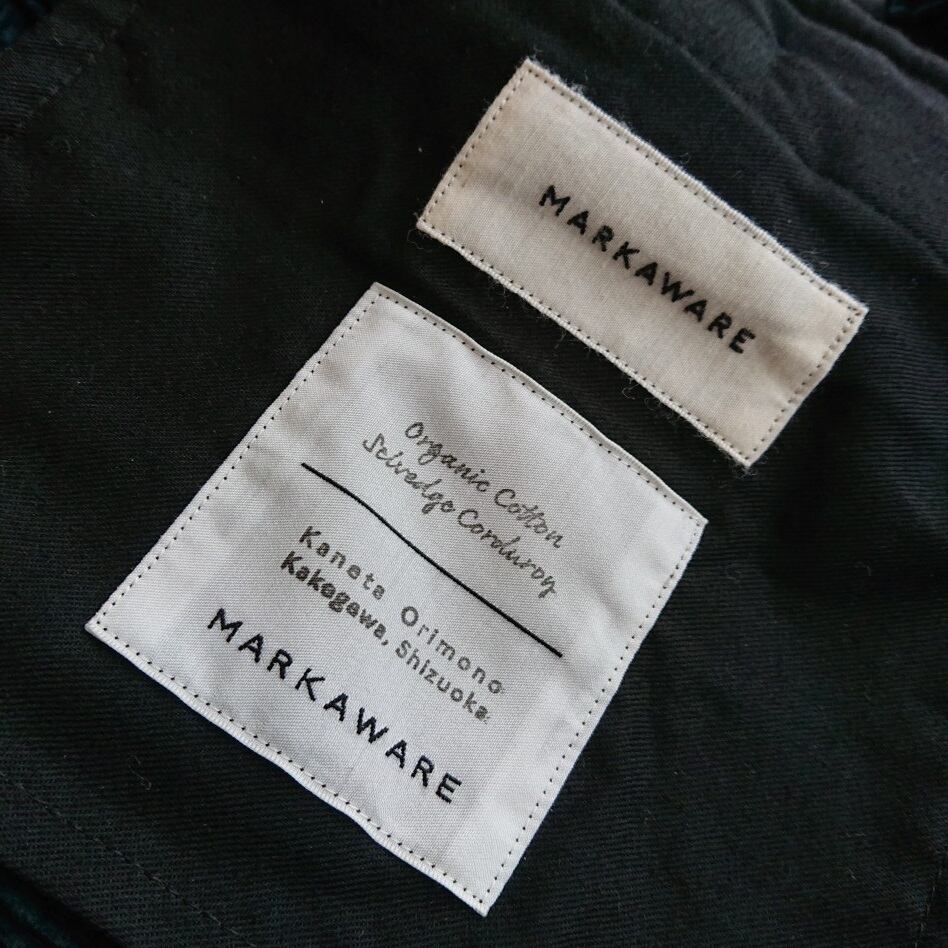 MARKAWARE
Organic Cotton
Selvedge Corduroy
Kaneta Orimono
Kakegawa, Shizuoka
MARKAWARE